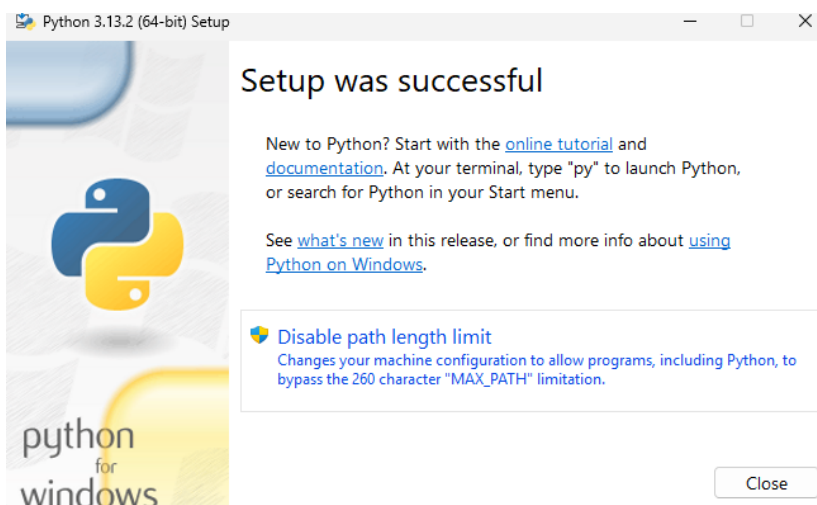 Python 3.13.2 (64-bit) Setup
Setup was successful
New to Python? Start with the online tutorial and
documentation. At your terminal, type "py" to launch Python,
or search for Python in your Start menu.
See what's new in this release, or find more info about using
Python on Windows.
Disable path length limit
Changes your machine configuration to allow programs, including Python, to
bypass the 260 character "MAX_PATH" limitation.
python
for
windows
Close